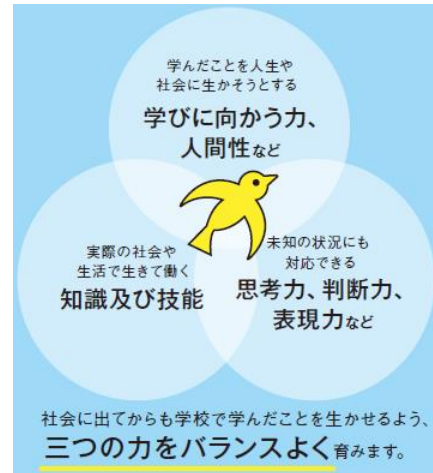 学んだことを人生や
社会に生かそうとする
学びに向かう力、
人間性など
実際の社会や
生活で生きて働く
知識及び技能
未知の状況にも
対応できる
思考力、判断力、
表現力など
社会に出てからも学校で学んだことを生かせるよう、
三つの力をバランスよく育みます。